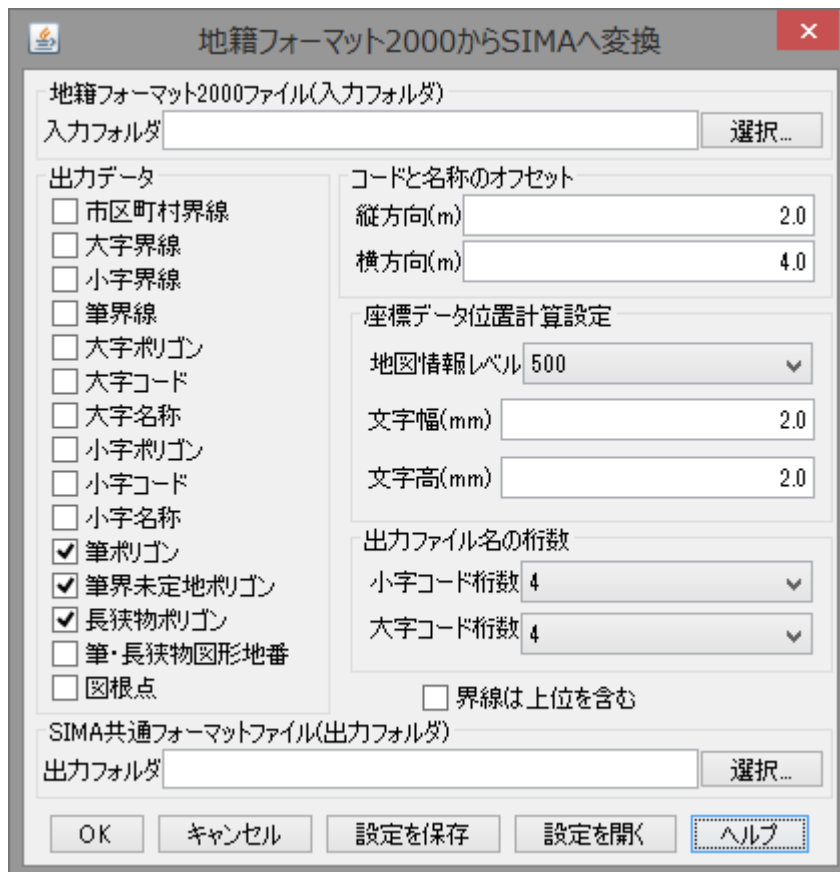 地籍フォーマット2000からSIMAへ変換
地籍フォーマット2000ファイル(入力フォルダ)
入力フォルダ
選択...
出力データ
市区町村界線
大字界線
小字界線
筆界線
大字ポリゴン
大字コード
大字名称
小字ポリゴン
小字コード
小字名称
筆ポリゴン
筆界未定地ポリゴン
長狭物ポリゴン
筆・長狭物図形地番
図根点
コードと名称のオフセット
縦方向(m) 2.0
横方向(m) 4.0
座標データ位置計算設定
地図情報レベル 500
文字幅(mm) 2.0
文字高(mm) 2.0
出力ファイル名の桁数
小字コード桁数 4
大字コード桁数 4
界線は上位を含む
SIMA共通フォーマットファイル(出力フォルダ)
出力フォルダ
選択...
OK キャンセル 設定を保存 設定を開く ヘルプ